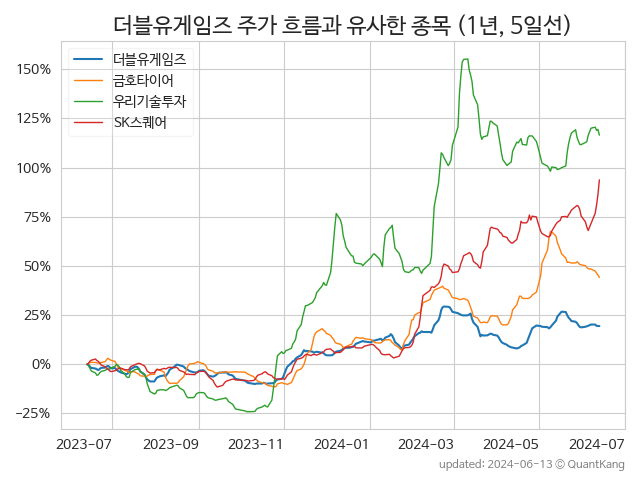 더블유게임즈 주가 흐름과 유사한 종목 (1년, 5일선)
더블유게임즈
금호타이어
우리기술투자
SK스퀘어
150%
125%
100%
75%
50%
25%
0%
−25%
2023-07 2023-09 2023-11 2024-01 2024-03 2024-05 2024-07
updated: 2024-06-13 © QuantKang